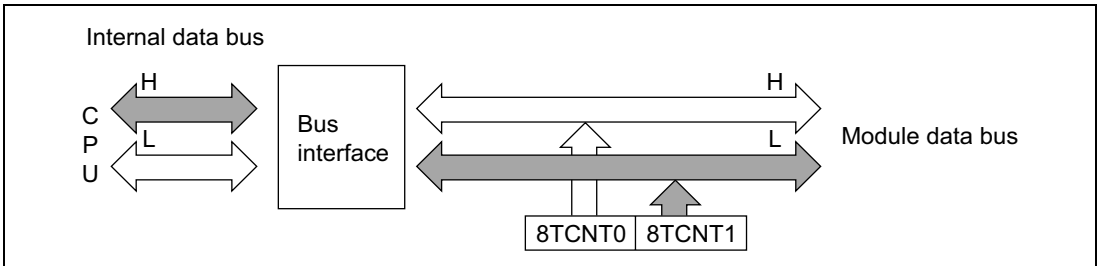 Internal data bus
H
H
C
P
U
L
L
Bus
interface
Module data bus
8TCNT0
8TCNT1